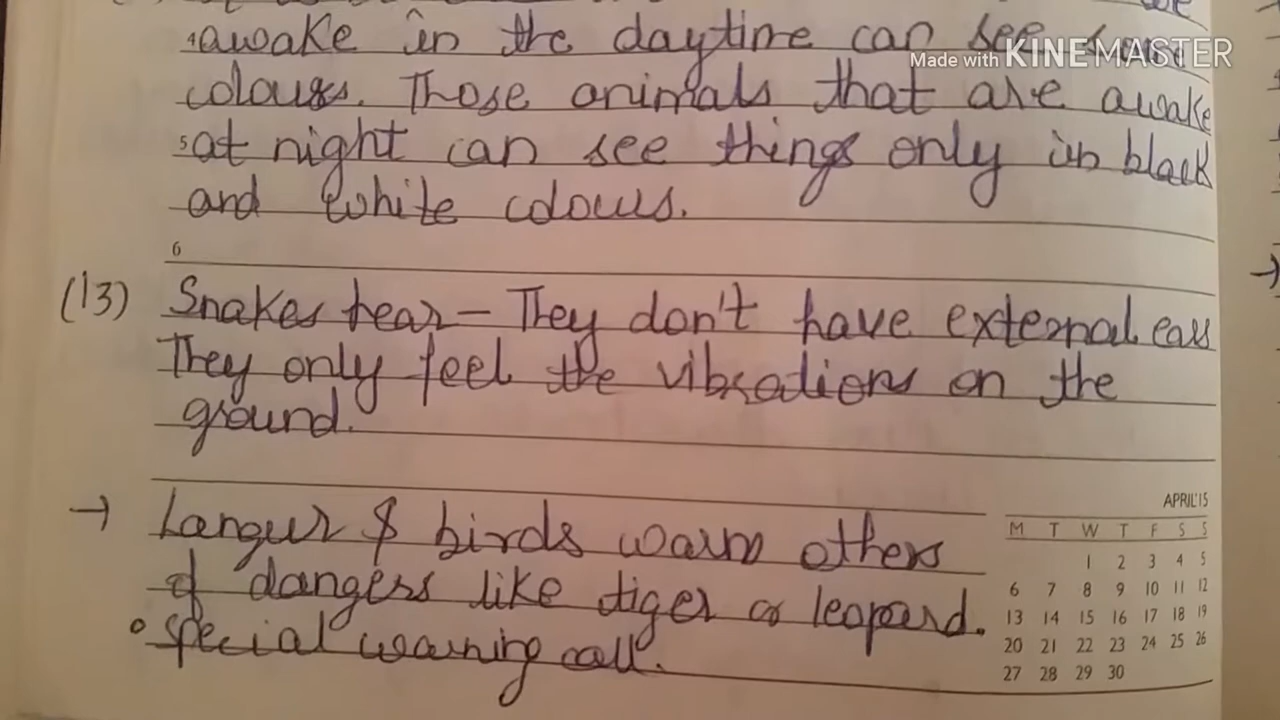 awake in the daytime can see some
Made with KINEMASTER
colours. Those animals that are awake
at night can see things only in black
and white colours.
6
(13) Snakes hear - They don't have external ears
They only feel the vibrations on the
ground.
→ Langur & birds warn others
of dangers like tiger or leopard.
special warning call.
APRIL'15
M T W T F S S
1 2 3 4 5
6 7 8 9 10 11 12
13 14 15 16 17 18 19
20 21 22 23 24 25 26
27 28 29 30